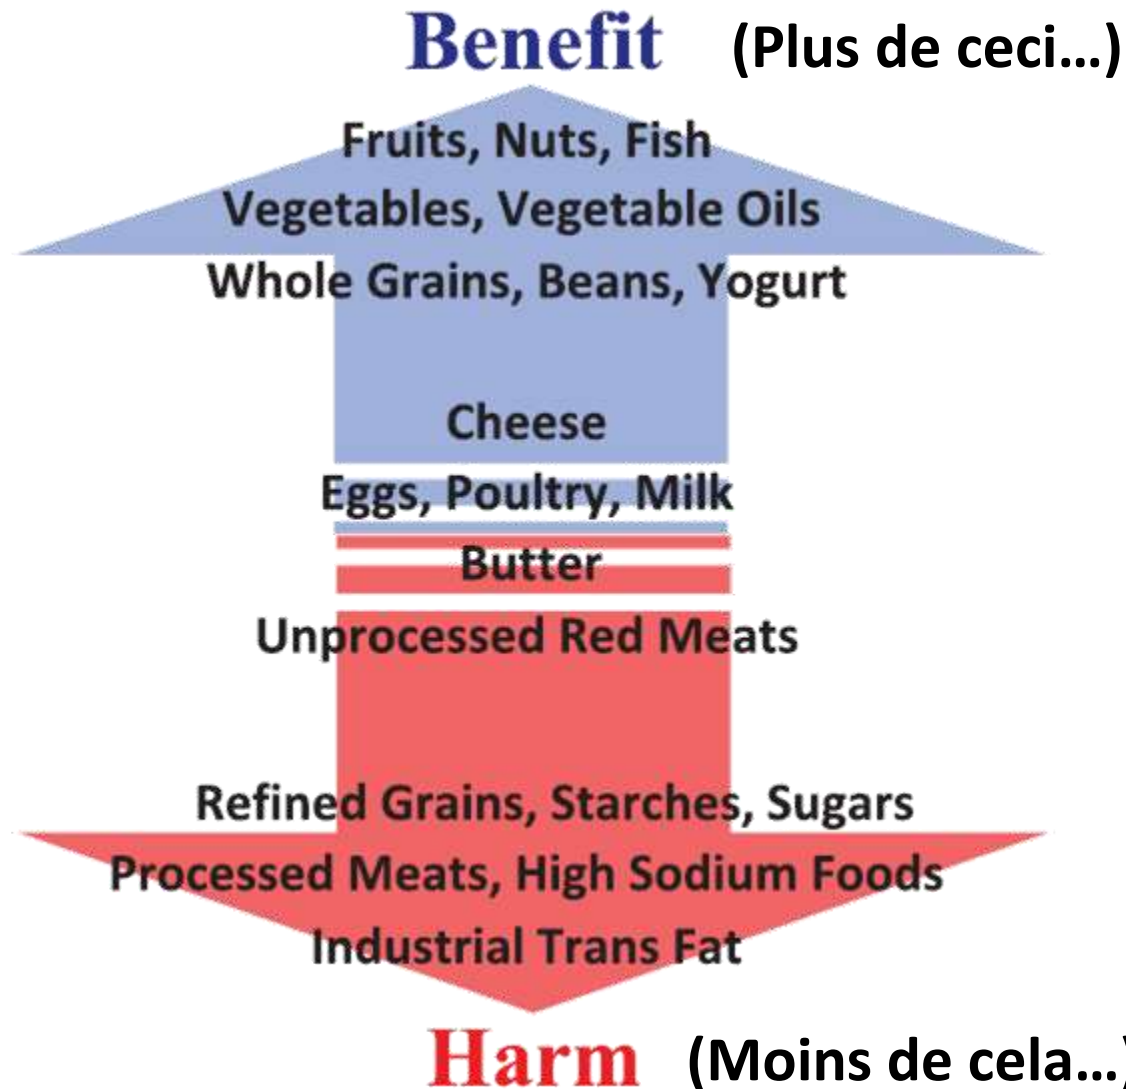 Benefit (Plus de ceci...)
Fruits, Nuts, Fish
Vegetables, Vegetable Oils
Whole Grains, Beans, Yogurt
Cheese
Eggs, Poultry, Milk
Butter
Unprocessed Red Meats
Refined Grains, Starches, Sugars
Processed Meats, High Sodium Foods
Industrial Trans Fat
Harm (Moins de cela...)